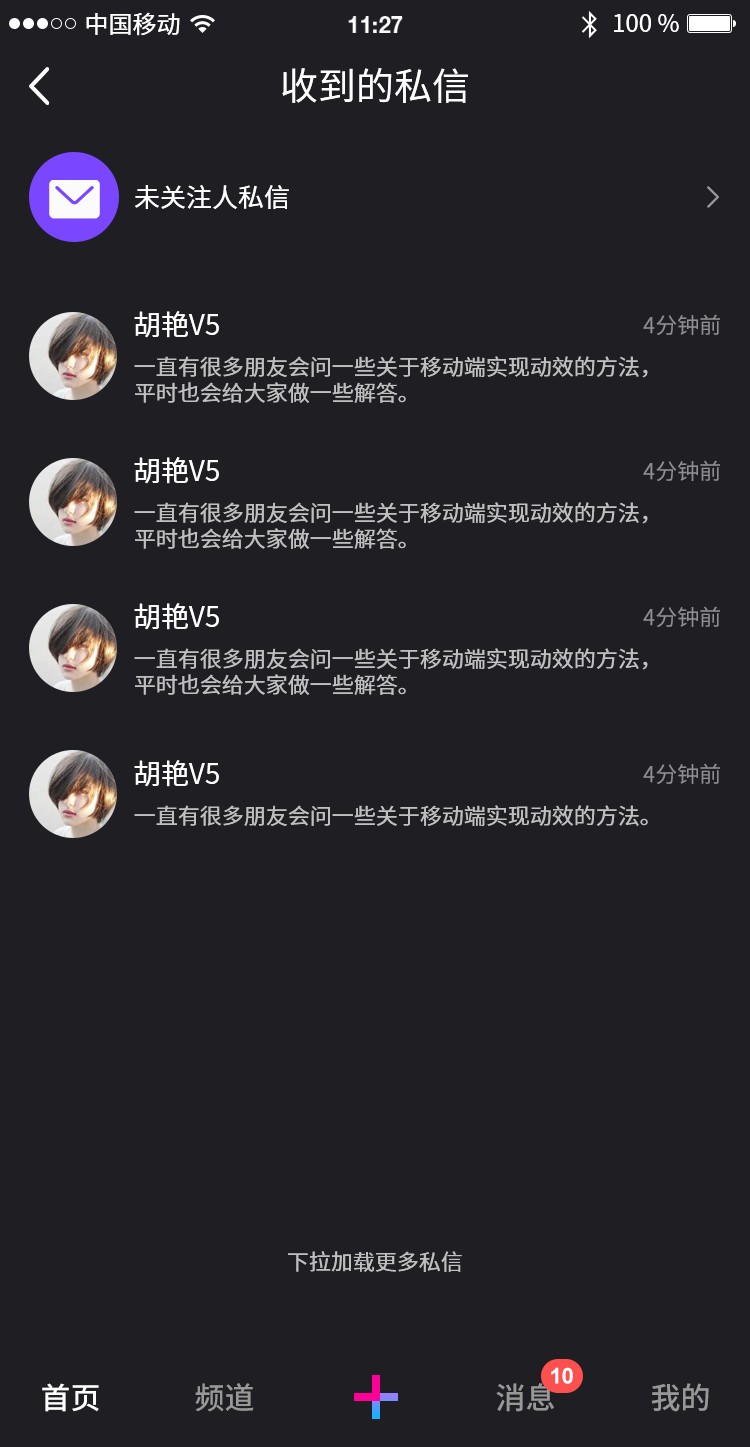 中国移动 11:27 100 %
收到的私信
未关注人私信
胡艳V5 4分钟前
一直有很多朋友会问一些关于移动端实现动效的方法，
平时也会给大家做一些解答。
胡艳V5 4分钟前
一直有很多朋友会问一些关于移动端实现动效的方法，
平时也会给大家做一些解答。
胡艳V5 4分钟前
一直有很多朋友会问一些关于移动端实现动效的方法，
平时也会给大家做一些解答。
胡艳V5 4分钟前
一直有很多朋友会问一些关于移动端实现动效的方法。
下拉加载更多私信
首页 频道 消息 10 我的